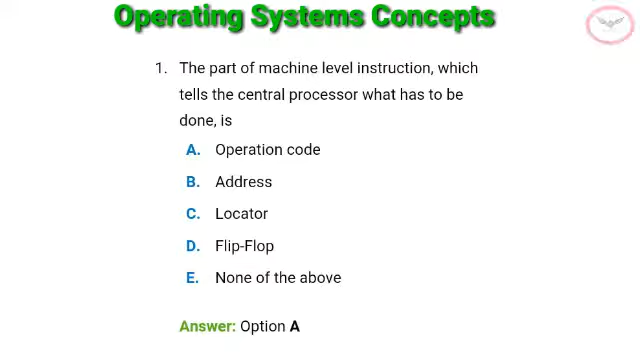 Operating Systems Concepts
1. The part of machine level instruction, which
tells the central processor what has to be
done, is
A. Operation code
B. Address
C. Locator
D. Flip-Flop
E. None of the above
Answer: Option A